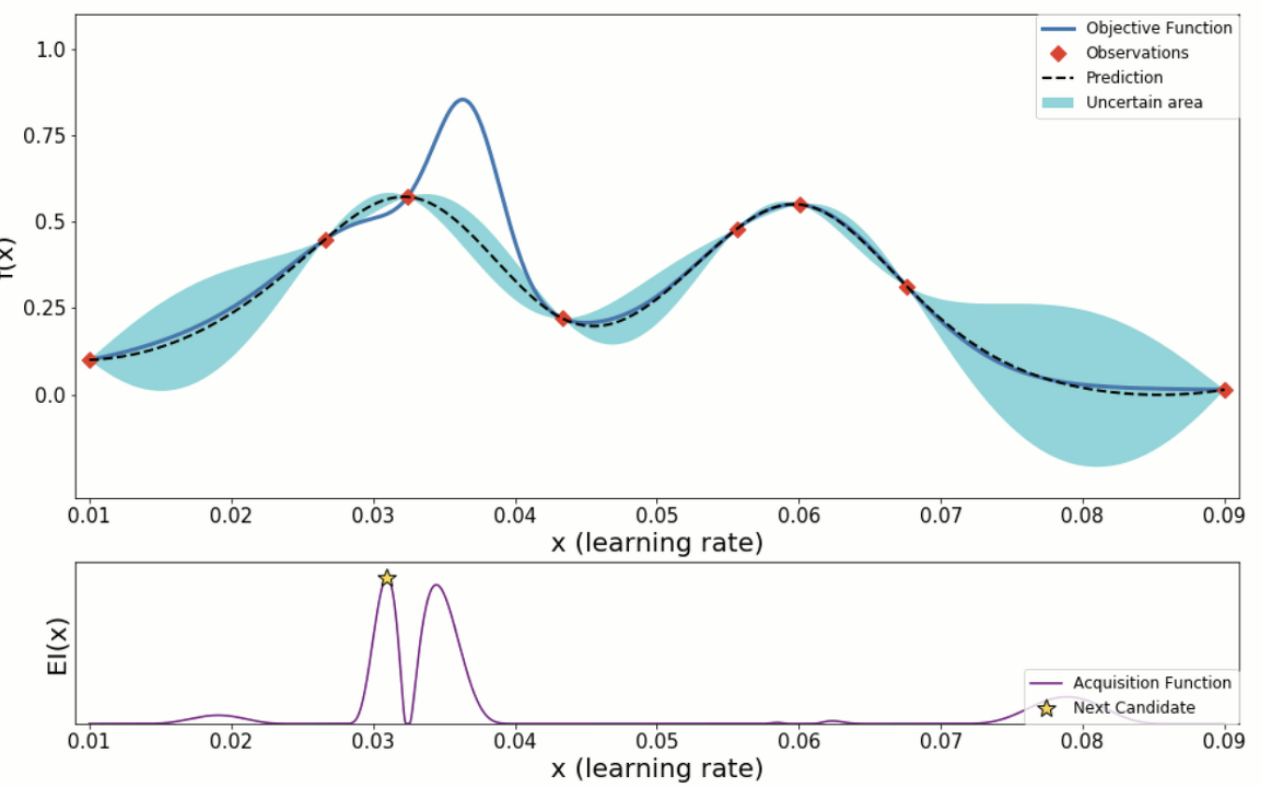 1.0
0.75
0.5
0.25
0.0
f(x)
Objective Function
Observations
Prediction
Uncertain area
0.01 0.02 0.03 0.04 0.05 0.06 0.07 0.08 0.09
x (learning rate)
EI(x)
Acquisition Function
Next Candidate
0.01 0.02 0.03 0.04 0.05 0.06 0.07 0.08 0.09
x (learning rate)